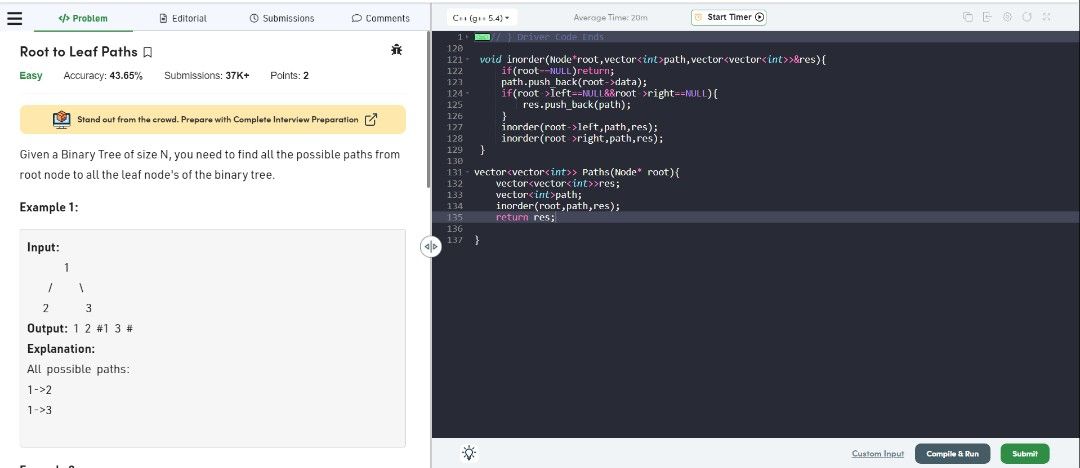 Problem
Editorial
Submissions
Comments
Root to Leaf Paths
Easy Accuracy: 43.65% Submissions: 37K+ Points: 2
Stand out from the crowd. Prepare with Complete Interview Preparation
Given a Binary Tree of size N, you need to find all the possible paths from
root node to all the leaf node's of the binary tree.
Example 1:
Input:
1
/ \
2 3
Output: 1 2 #1 3 #
Explanation:
All possible paths:
1->2
1->3
C++ (g++ 5.4)
Average Time: 20m
Start Timer
1 // } Driver Code Ends
120
121 void inorder(Node*root,vector<int>path,vector<vector<int>>&res){
122 if(root==NULL)return;
123 path.push_back(root->data);
124 if(root->left==NULL&&root->right==NULL){
125 res.push_back(path);
126 }
127 inorder(root->left,path,res);
128 inorder(root->right,path,res);
129 }
130
131 vector<vector<int>> Paths(Node* root){
132 vector<vector<int>>res;
133 vector<int>path;
134 inorder(root,path,res);
135 return res;
136
137 }
Custom Input
Compile & Run
Submit